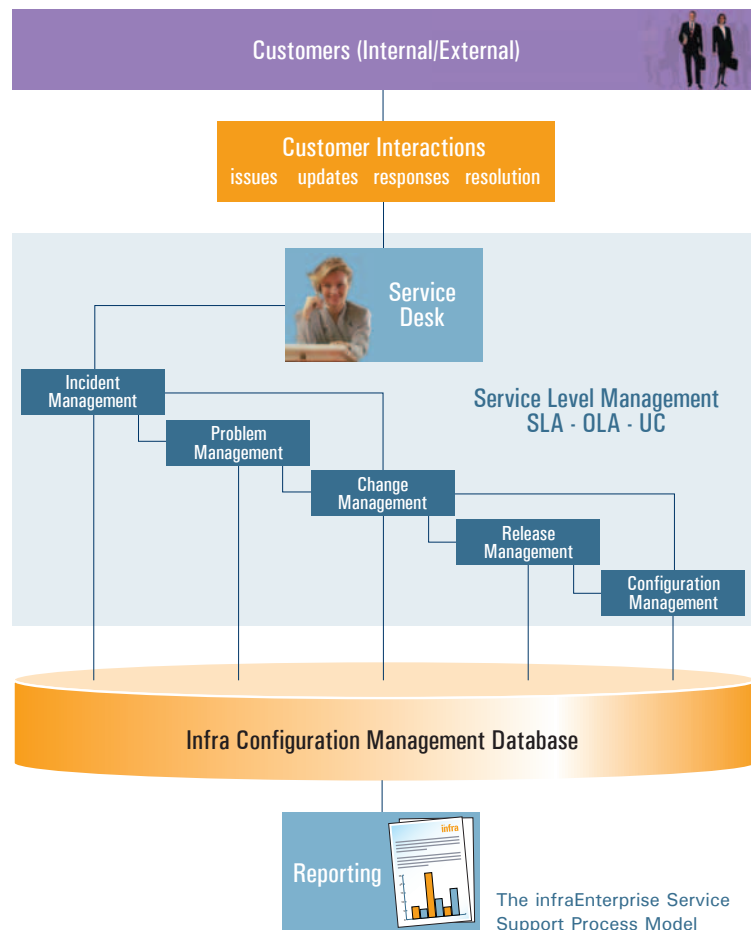 Customers (Internal/External)
Customer Interactions
issues updates responses resolution
Service
Desk
Incident
Management
Service Level Management
SLA - OLA - UC
Problem
Management
Change
Management
Release
Management
Configuration
Management
Infra Configuration Management Database
Reporting
infra
The infraEnterprise Service
Support Process Model